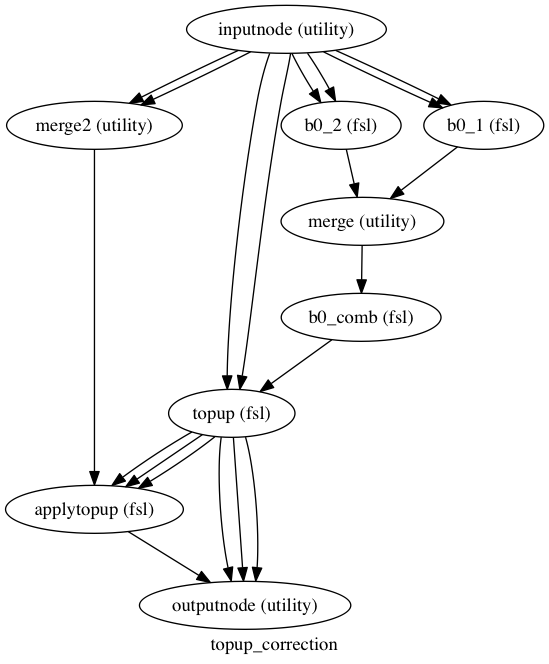 inputnode (utility)
merge2 (utility)
b0_2 (fsl)
b0_1 (fsl)
merge (utility)
b0_comb (fsl)
topup (fsl)
applytopup (fsl)
outputnode (utility)
topup_correction